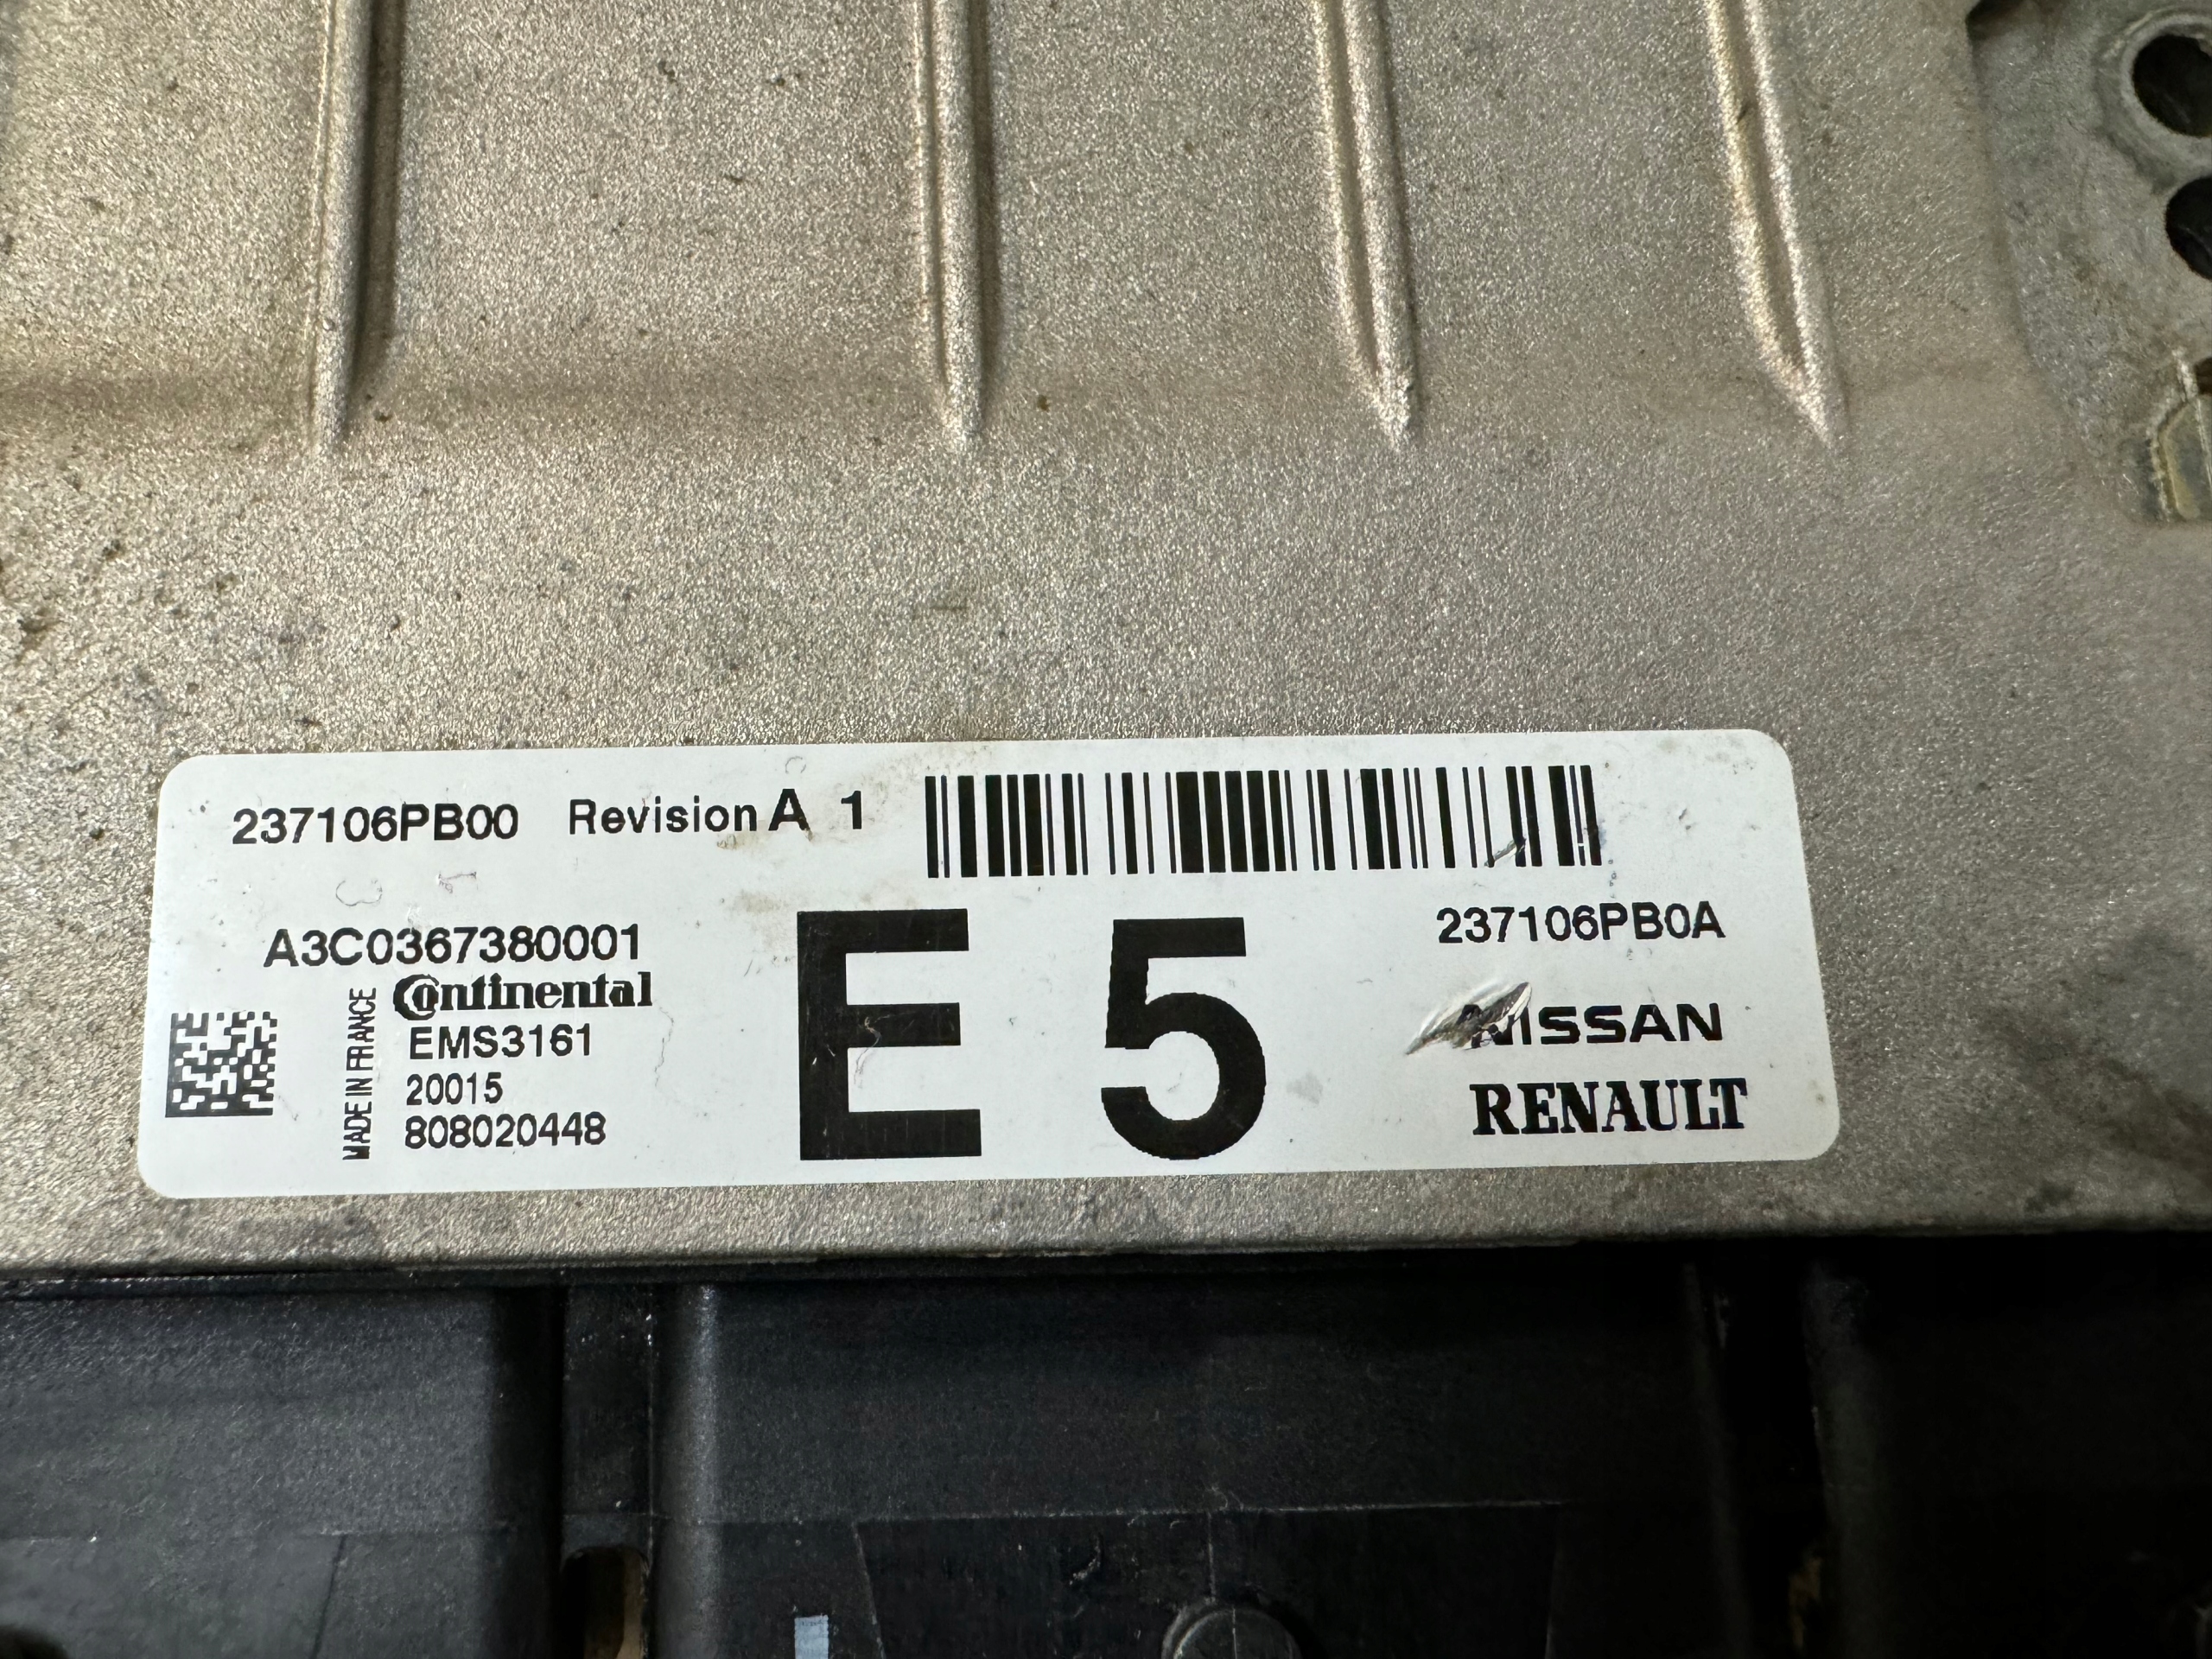 237106PB00 Revision A 1
A3C0367380001
237106PB0A
MADE IN FRANCE
Continental
EMS3161
20015
808020448
E 5
NISSAN
RENAULT